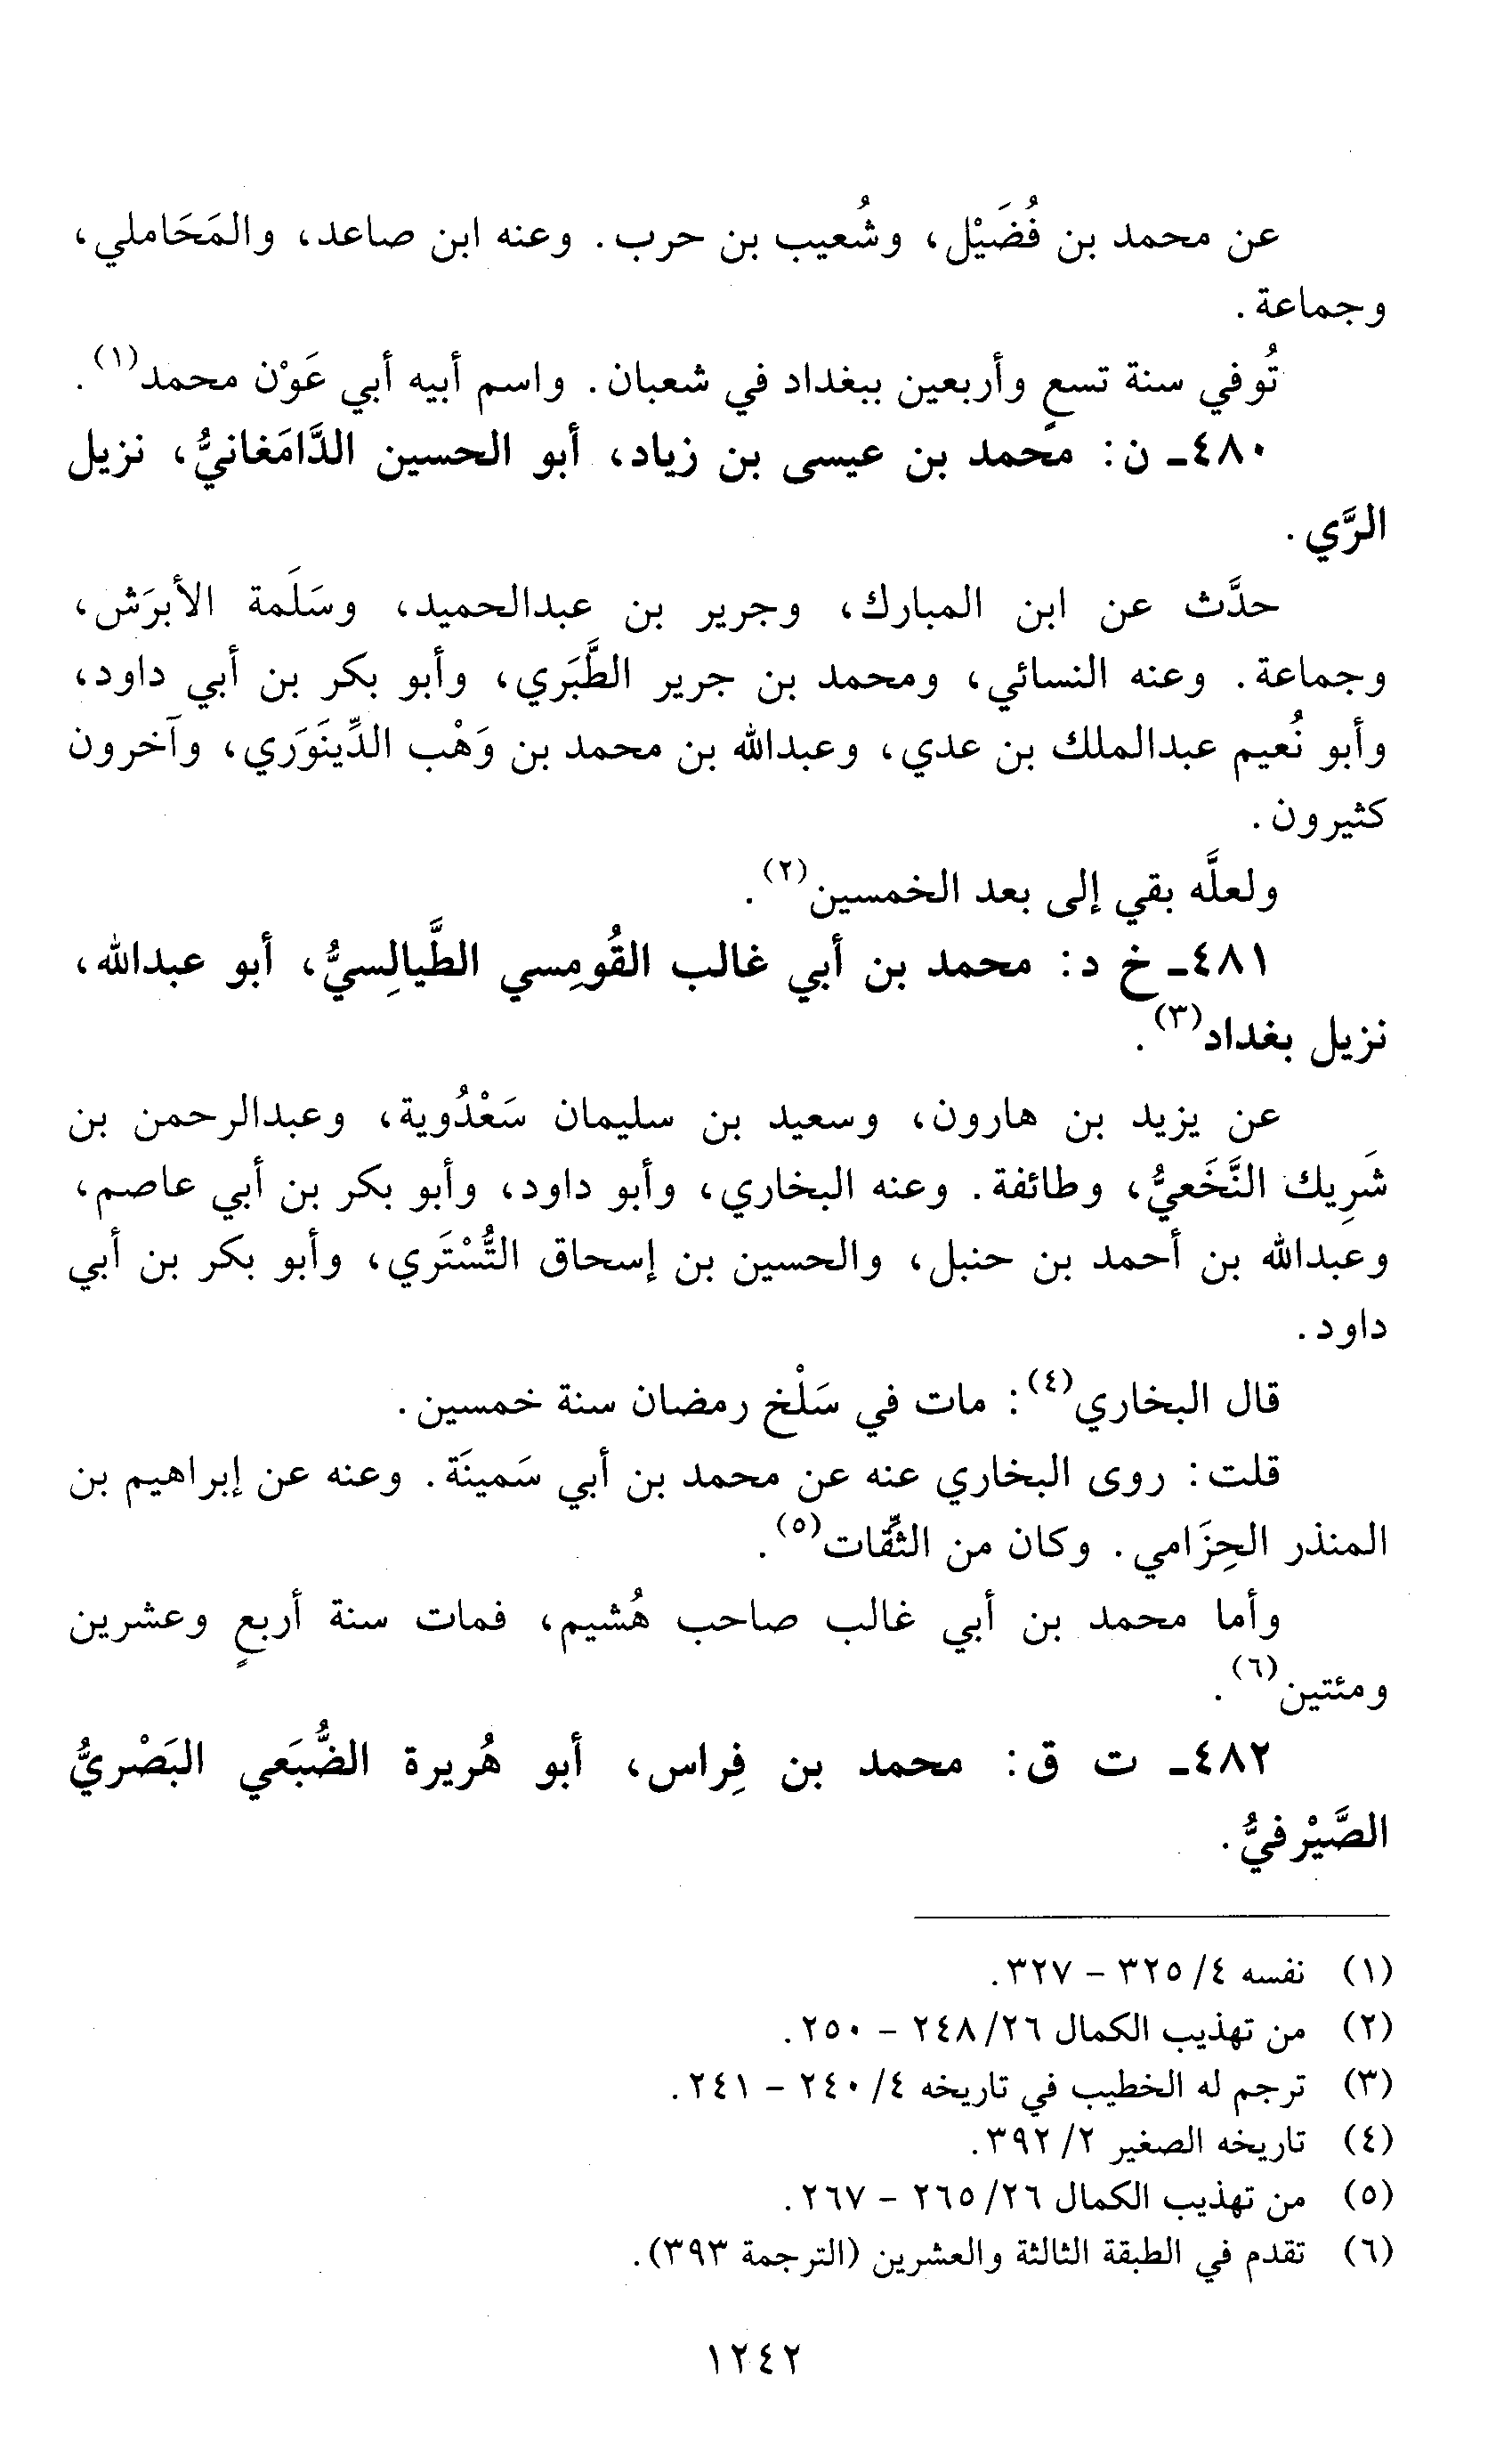 عن محمد بن فُضَيْل، وشُعيب بن حرب. وعنه ابن صاعد، والمَحَاملي،
وجماعة.
تُوفي سنة تسعٍ وأربعين ببغداد في شعبان. واسم أبيه أبي عَوْن محمد(١).
٤٨٠ـ ن: محمد بن عيسى بن زياد، أبو الحسين الدَّامَغانيُّ، نزيل
الرَّي.
حدَّث عن ابن المبارك، وجرير بن عبدالحميد، وسَلَمة الأبرَش،
وجماعة. وعنه النسائي، ومحمد بن جرير الطَّبَري، وأبو بكر بن أبي داود،
وأبو نُعيم عبدالملك بن عدي، وعبدالله بن محمد بن وَهْب الدِّينَوَري، وآخرون
كثيرون.
ولعلَّه بقي إلى بعد الخمسين(٢).
٤٨١ـ خ د: محمد بن أبي غالب القُومِسي الطَّيالِسيُّ، أبو عبدالله،
نزيل بغداد(٣).
عن يزيد بن هارون، وسعيد بن سليمان سَعْدُوية، وعبدالرحمن بن
شَرِيك النَّخَعيُّ، وطائفة. وعنه البخاري، وأبو داود، وأبو بكر بن أبي عاصم،
وعبدالله بن أحمد بن حنبل، والحسين بن إسحاق التُّسْتَري، وأبو بكر بن أبي
داود.
قال البخاري(٤): مات في سَلْخ رمضان سنة خمسين.
قلت: روى البخاري عنه عن محمد بن أبي سَمينَة. وعنه عن إبراهيم بن
المنذر الحِزَامي. وكان من الثِّقات(٥).
وأما محمد بن أبي غالب صاحب هُشيم، فمات سنة أربعٍ وعشرين
ومئتين(٦).
٤٨٢ـ ت ق: محمد بن فِراس، أبو هُريرة الضُّبَعي البَصْريُّ
الصَّيْرفيُّ.
(١) نفسه ٤/ ٣٢٥ - ٣٢٧.
(٢) من تهذيب الكمال ٢٦/ ٢٤٨ - ٢٥٠.
(٣) ترجم له الخطيب في تاريخه ٤/ ٢٤٠ - ٢٤١.
(٤) تاريخه الصغير ٢/ ٣٩٢.
(٥) من تهذيب الكمال ٢٦/ ٢٦٥ - ٢٦٧.
(٦) تقدم في الطبقة الثالثة والعشرين (الترجمة ٣٩٣).
١٢٤٢